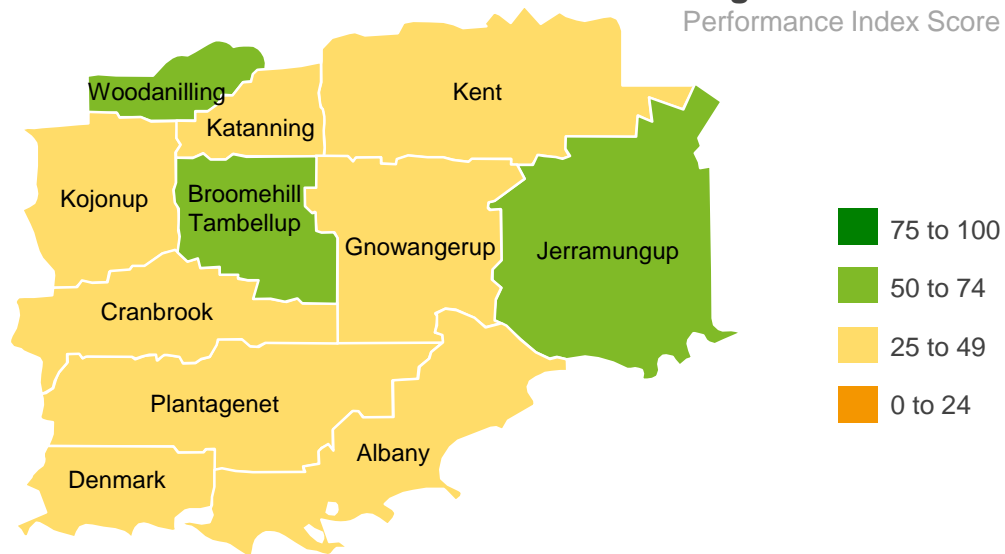 Performance Index Score
Woodanilling
Kent
Katanning
Kojonup
Broomehill
Tambellup
Gnowangerup
Jerramungup
Cranbrook
Plantagenet
Albany
Denmark
75 to 100
50 to 74
25 to 49
0 to 24